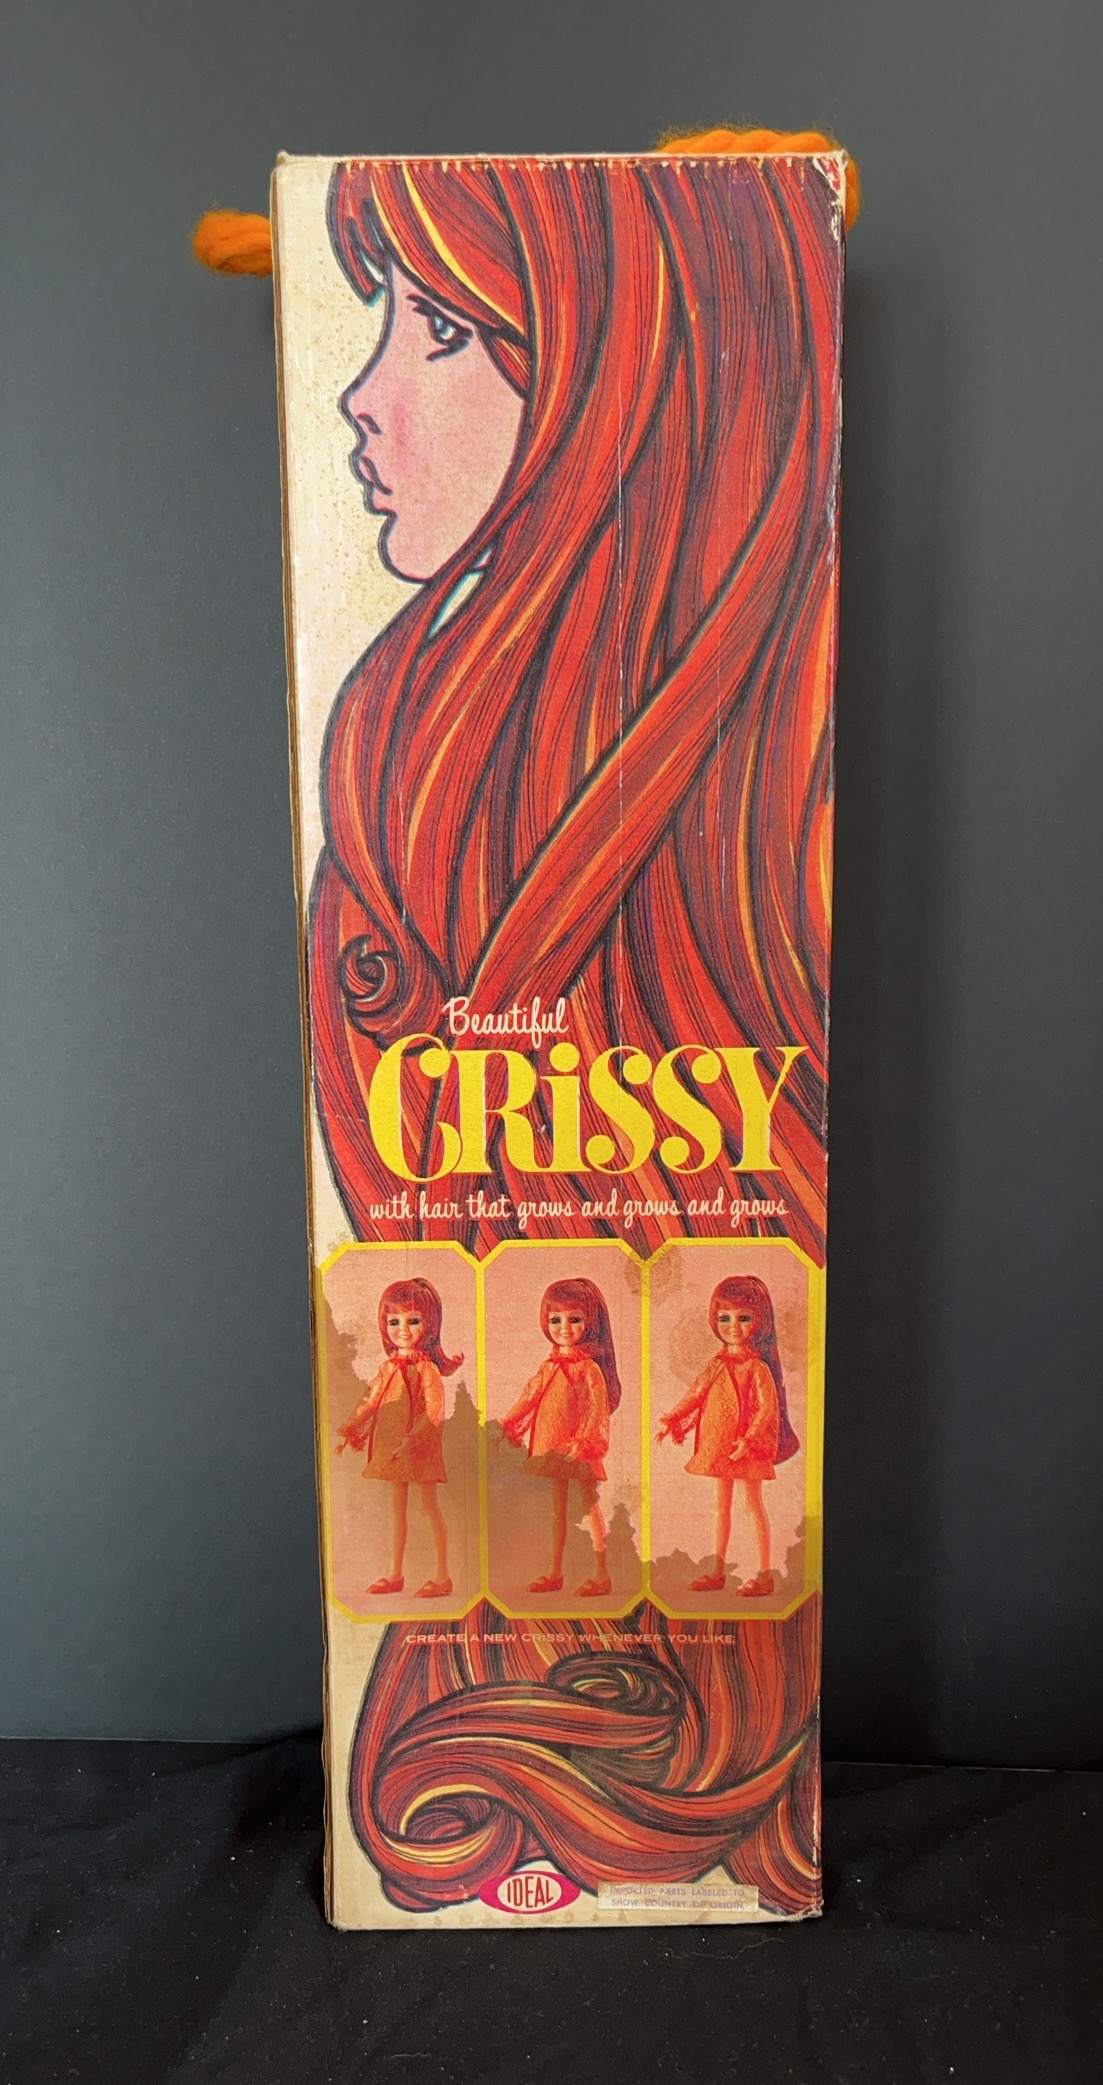 Beautiful
CRiSSY
with hair that grows and grows and grows
CREATE A NEW CRISSY WHENEVER YOU LIKE
IDEAL
IMPORTED PARTS LABELED TO
SHOW COUNTRY OF ORIGIN